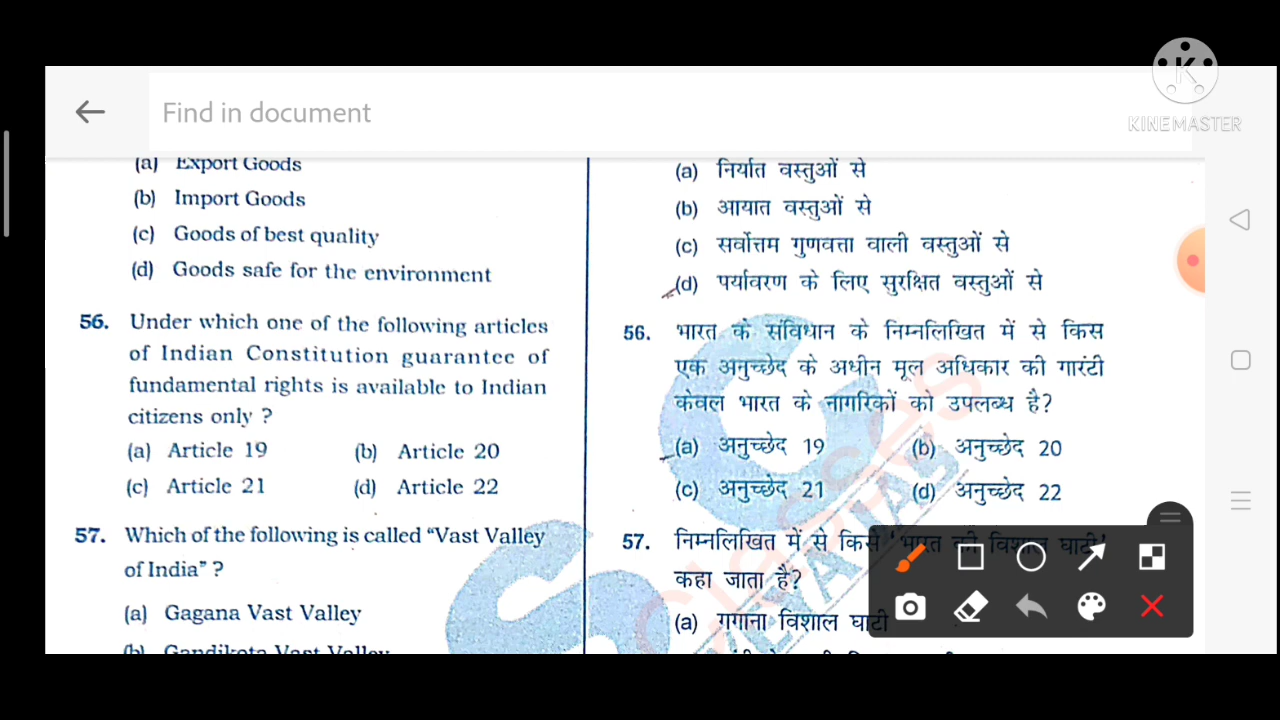 Find in document
KINEMASTER
(a) Export Goods
(b) Import Goods
(c) Goods of best quality
(d) Goods safe for the environment
56. Under which one of the following articles
of Indian Constitution guarantee of
fundamental rights is available to Indian
citizens only ?
(a) Article 19 (b) Article 20
(c) Article 21 (d) Article 22
57. Which of the following is called “Vast Valley
of India” ?
(a) Gagana Vast Valley
(b) Gandikota Vast Valley
(a) निर्यात वस्तुओं से
(b) आयात वस्तुओं से
(c) सर्वोत्तम गुणवत्ता वाली वस्तुओं से
(d) पर्यावरण के लिए सुरक्षित वस्तुओं से
56. भारत के संविधान के निम्नलिखित में से किस
एक अनुच्छेद के अधीन मूल अधिकार की गारंटी
केवल भारत के नागरिकों को उपलब्ध है?
(a) अनुच्छेद 19 (b) अनुच्छेद 20
(c) अनुच्छेद 21 (d) अनुच्छेद 22
57. निम्नलिखित में से किसे 'भारत की विशाल घाटी'
कहा जाता है?
(a) गगाना विशाल घाटी